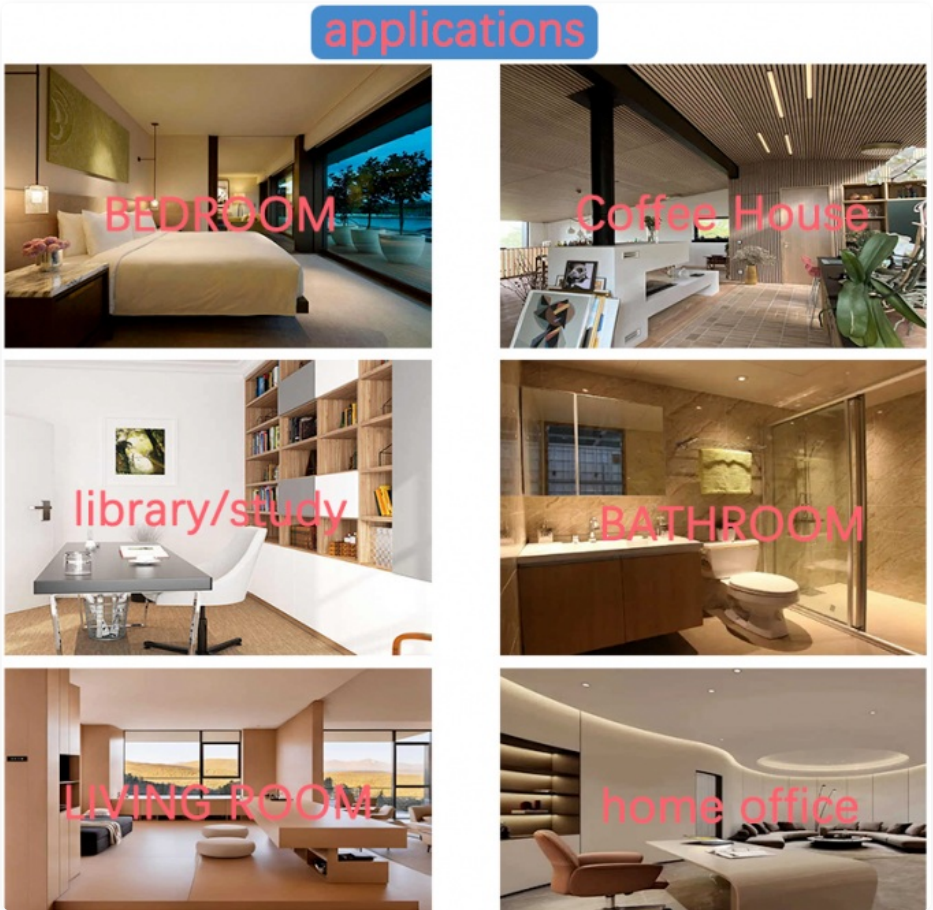 applications
BEDROOM
Coffee House
library/study
BATHROOM
LIVING ROOM
home office